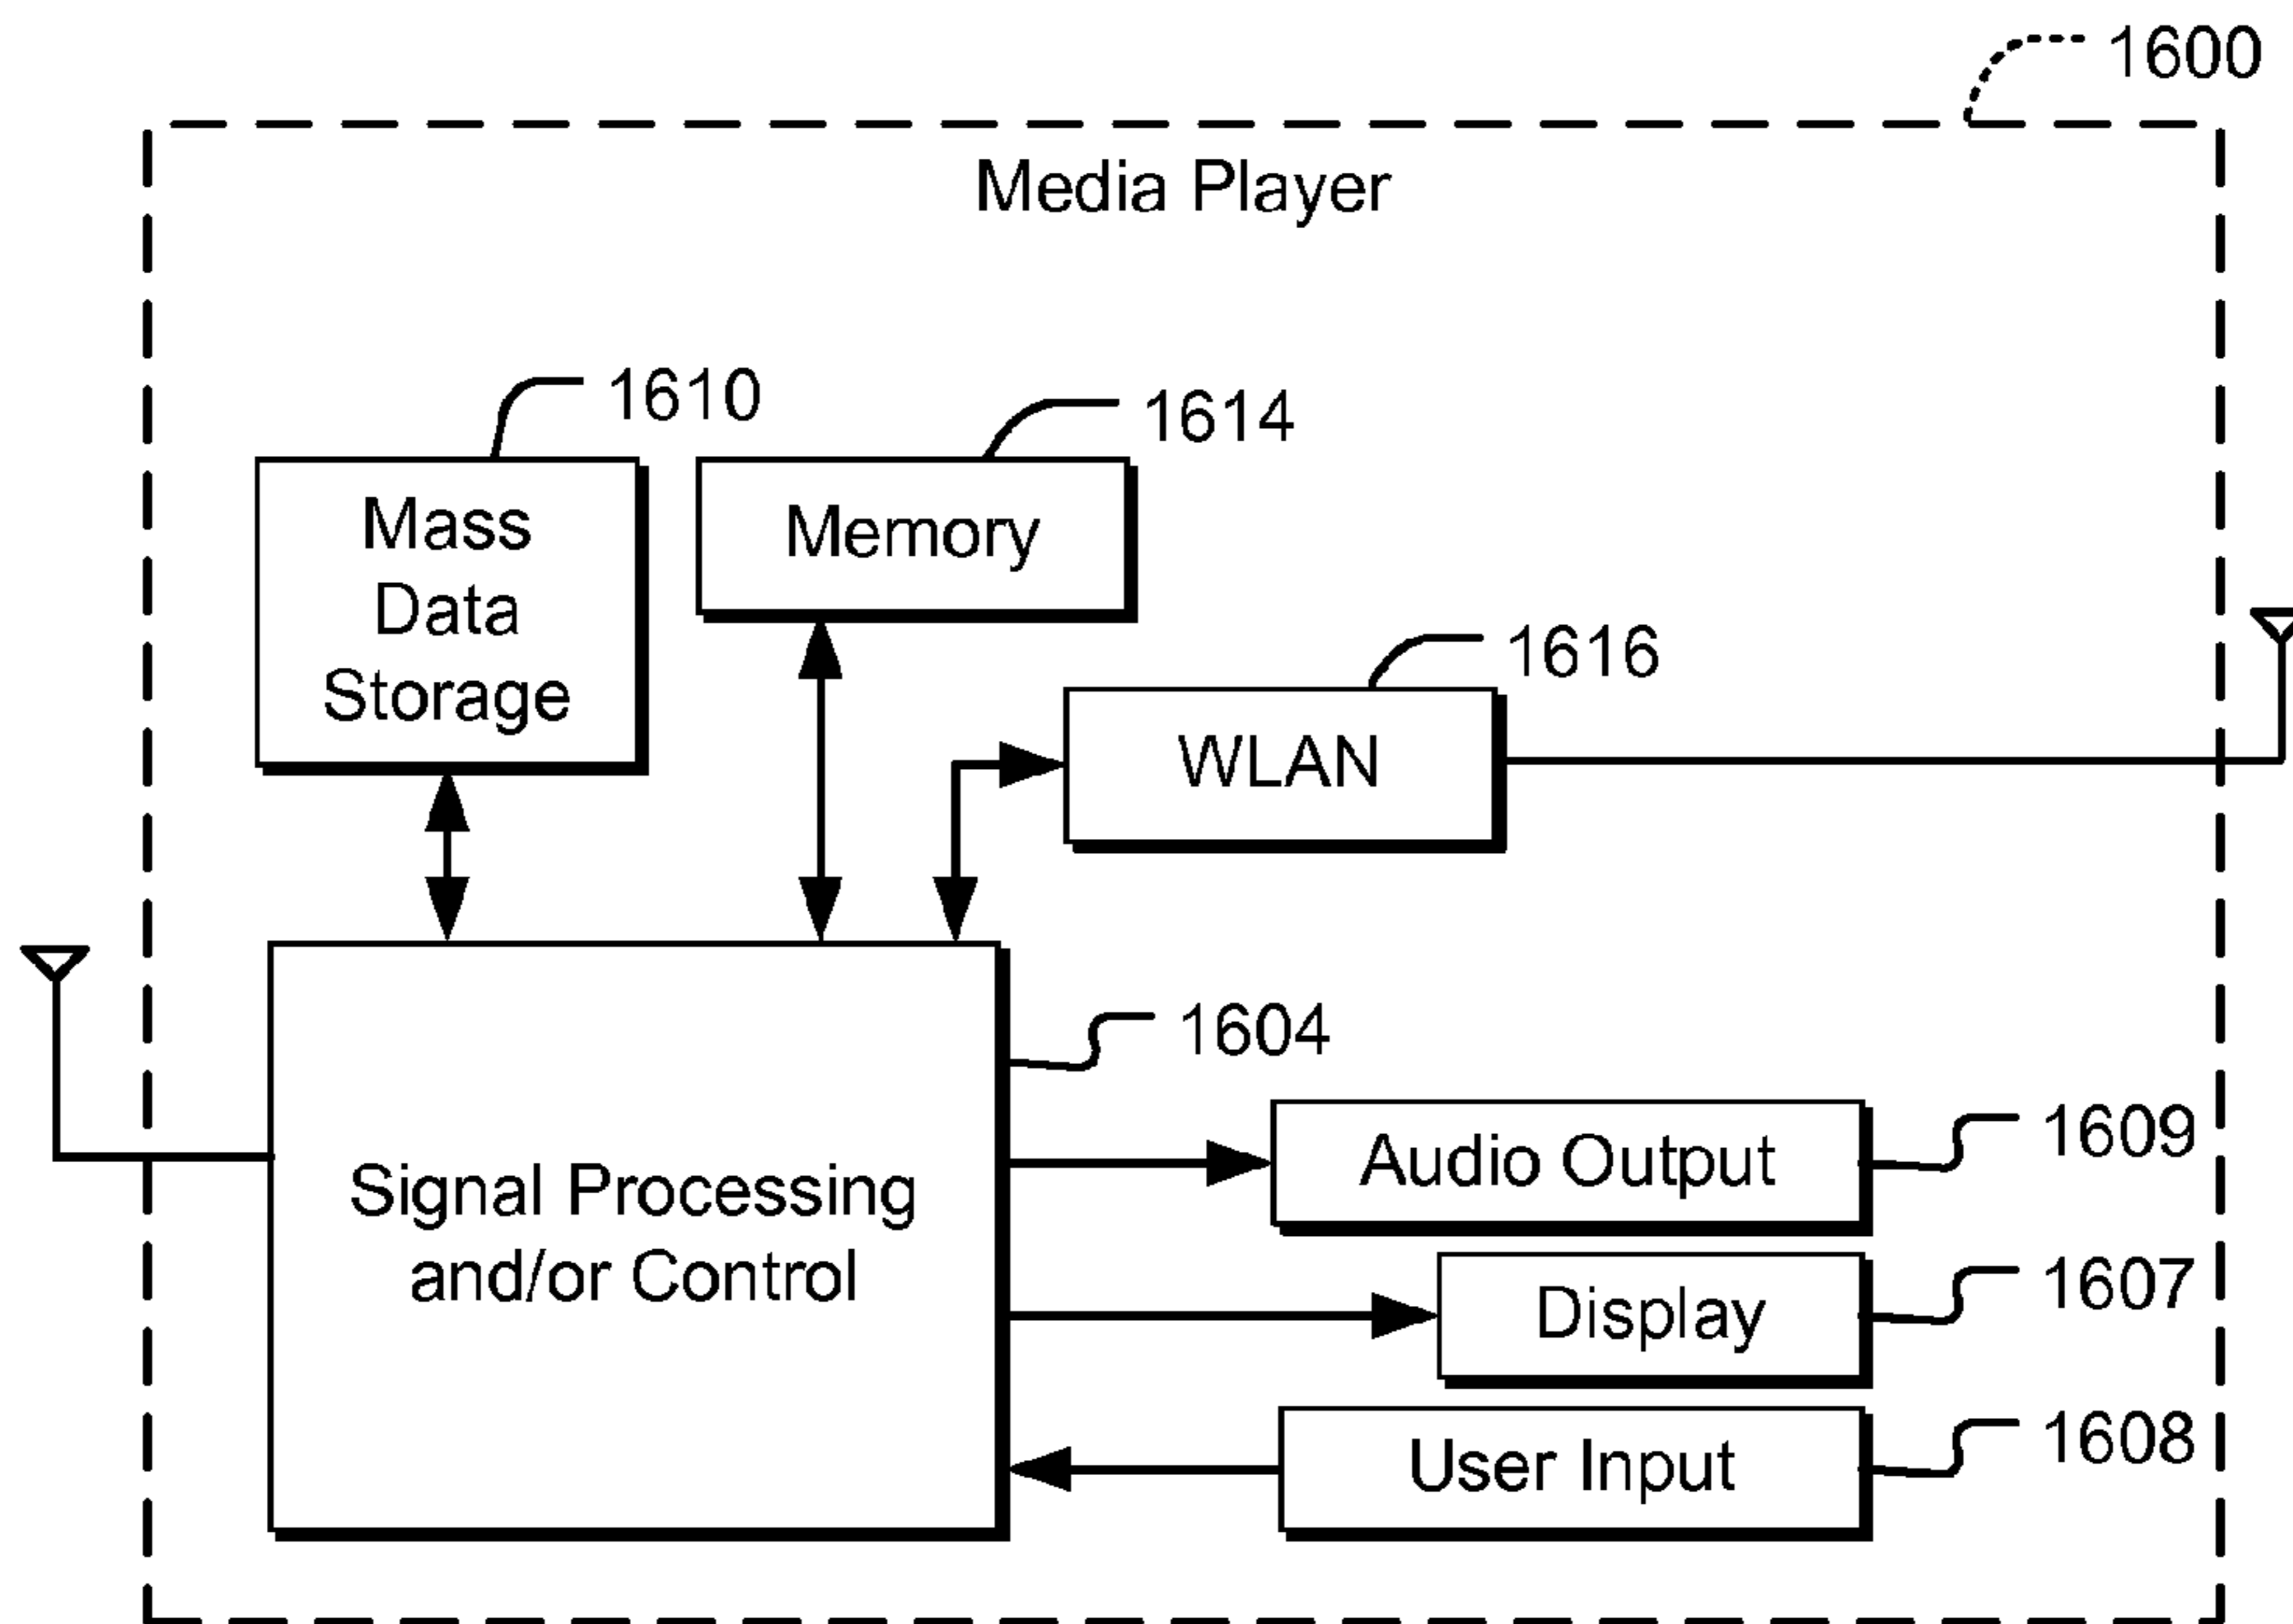 1600
Media Player
1610
1614
Mass
Data
Storage
Memory
1616
WLAN
1604
Signal Processing
and/or Control
Audio Output
1609
Display
1607
User Input
1608